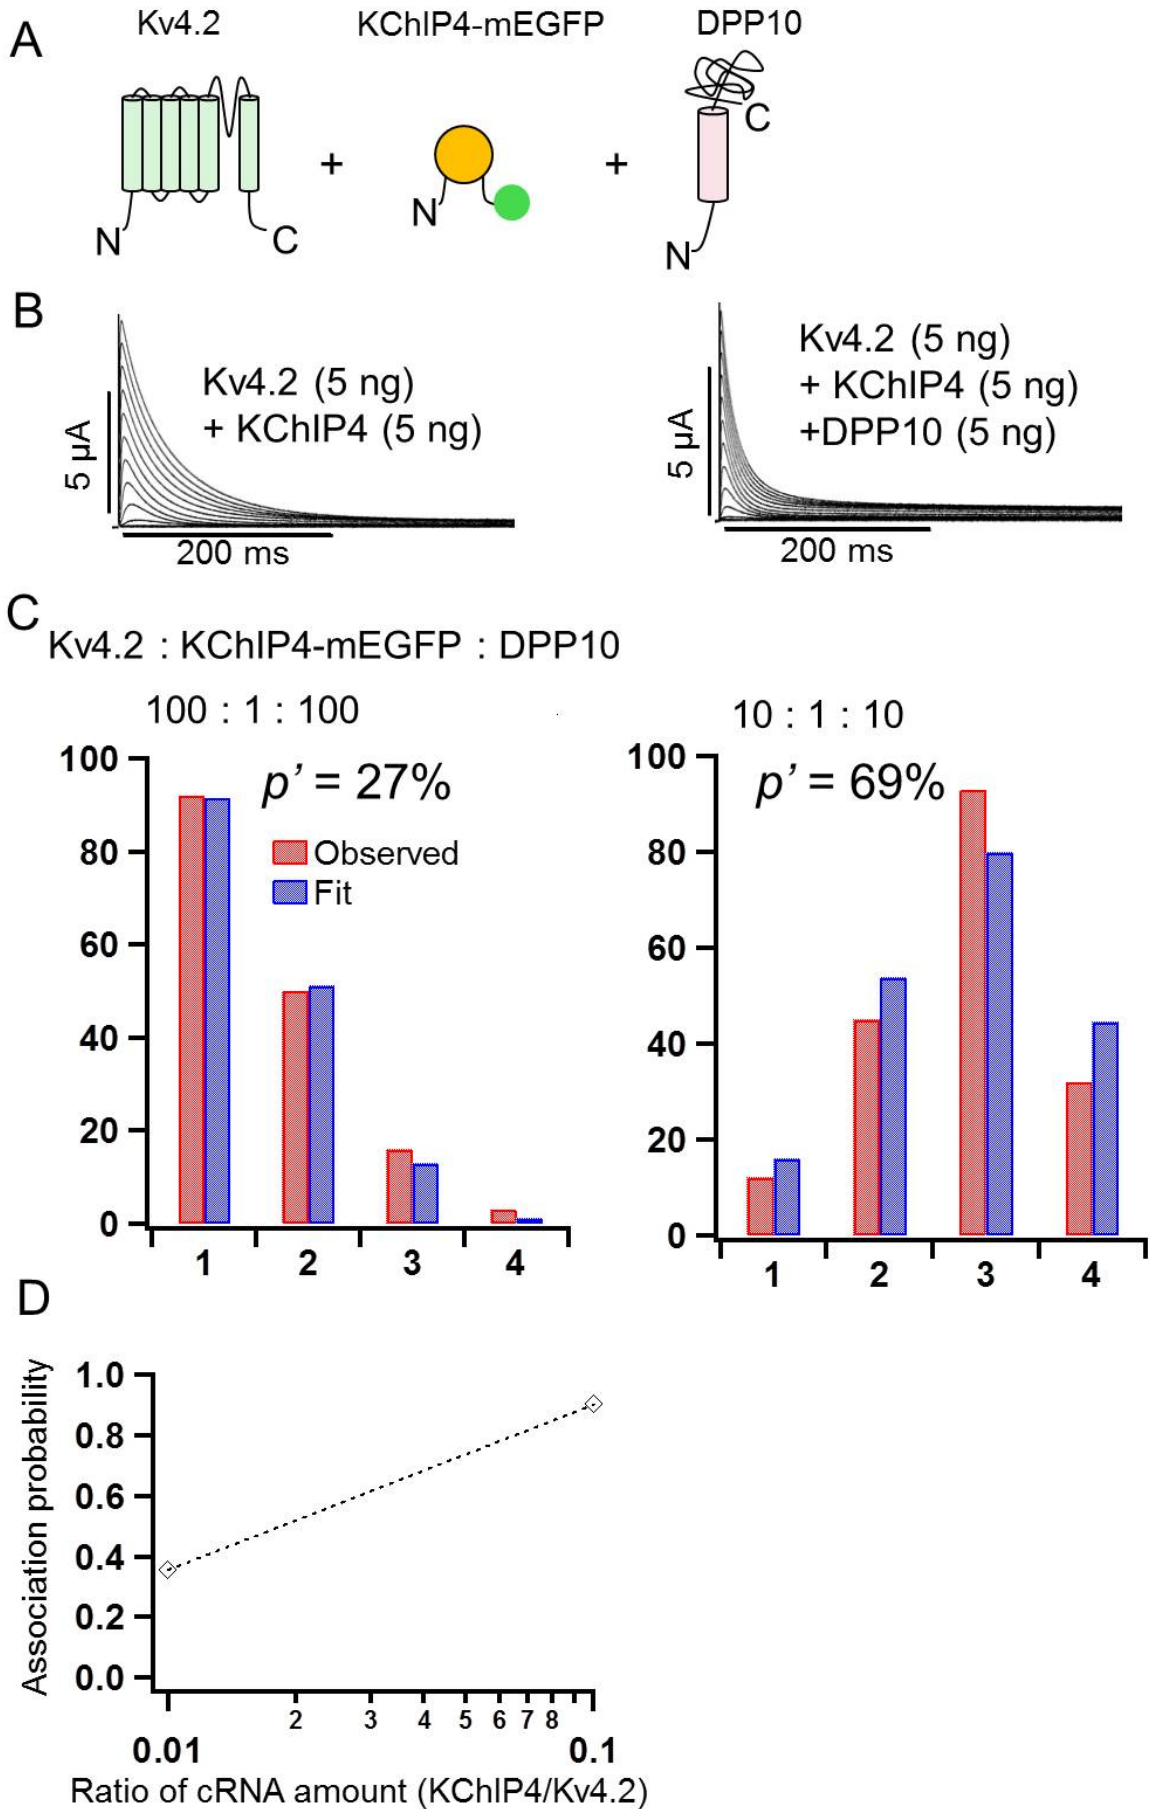 A
Kv4.2
KChIP4-mEGFP
DPP10
+
+
N
C
N
C
N
B
5 µA
Kv4.2 (5 ng)
+ KChIP4 (5 ng)
200 ms
5 µA
Kv4.2 (5 ng)
+ KChIP4 (5 ng)
+DPP10 (5 ng)
200 ms
C
Kv4.2 : KChIP4-mEGFP : DPP10
100 : 1 : 100
p’ = 27%
Observed
Fit
100
80
60
40
20
0
1 2 3 4
10 : 1 : 10
p’ = 69%
100
80
60
40
20
0
1 2 3 4
D
Association probability
1.0
0.8
0.6
0.4
0.2
0.0
2 3 4 5 6 7 8
0.01 0.1
Ratio of cRNA amount (KChIP4/Kv4.2)